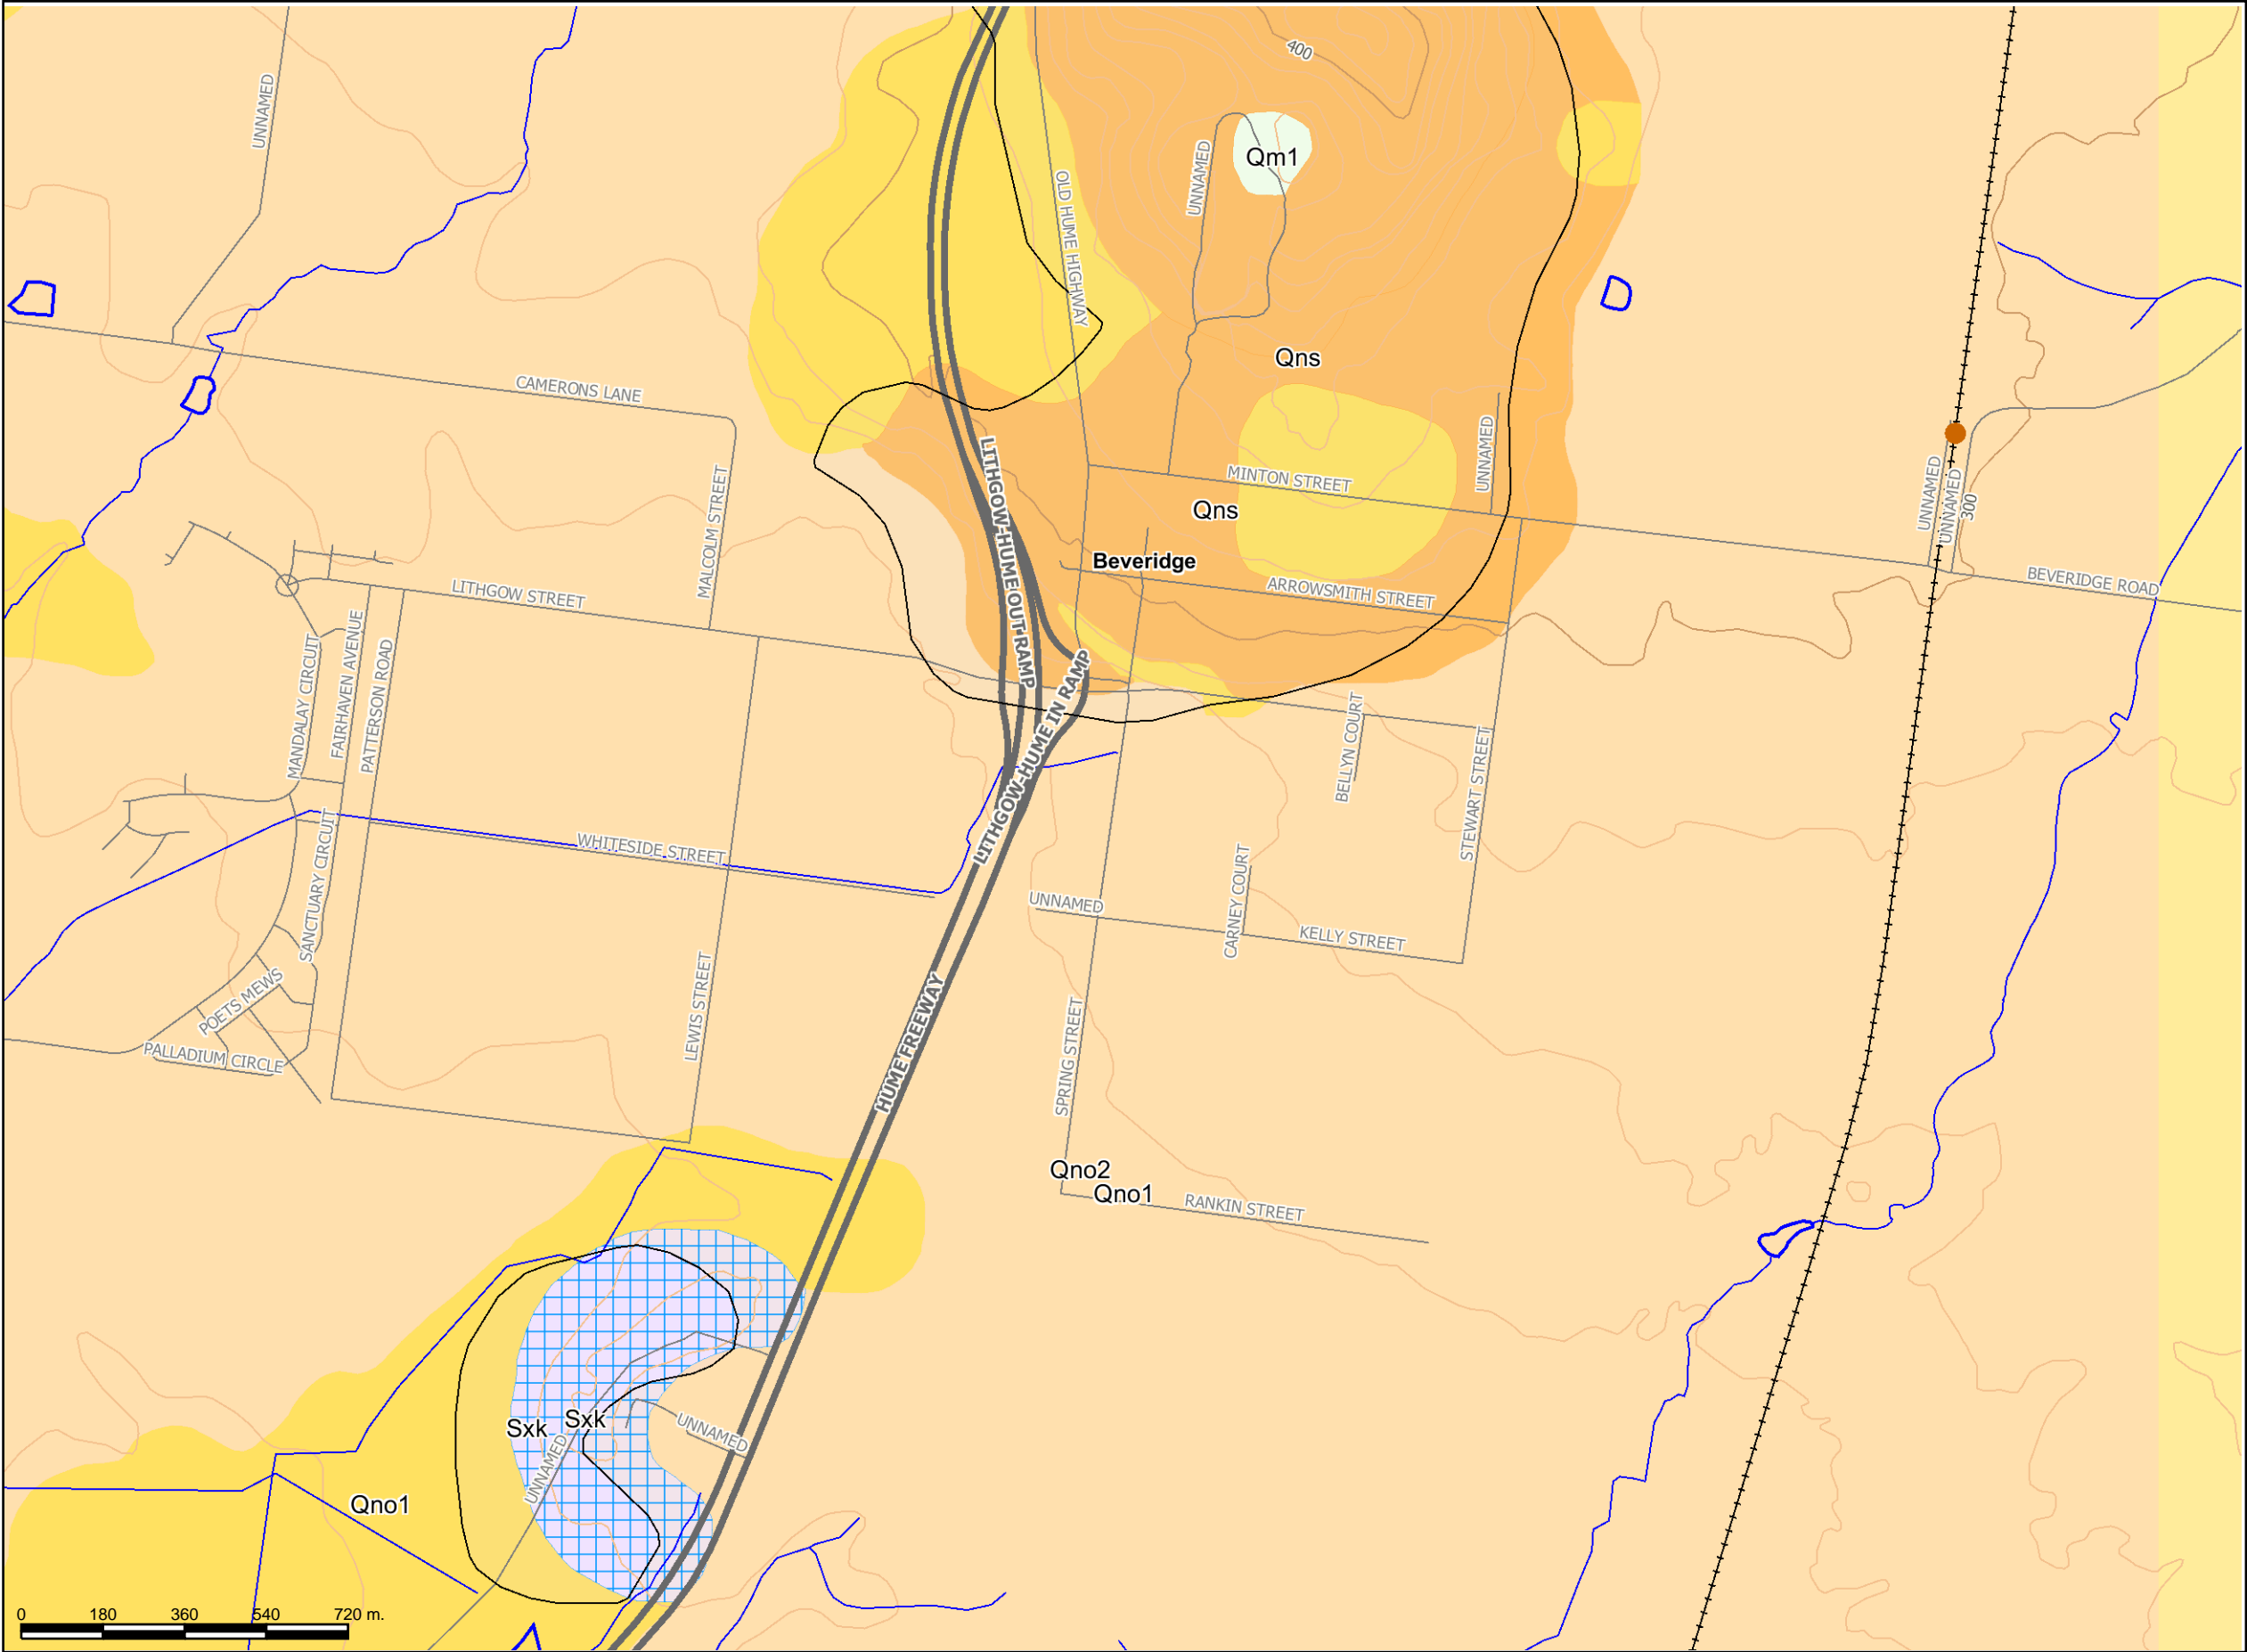 400
UNNAMED
Qm1
UNNAMED
OLD HUME HIGHWAY
Qns
CAMERONS LANE
LITHGOW-HUME OUT RAMP
MINTON STREET
UNNAMED
MALCOLM STREET
UNNAMED
UNNAMED
300
Qns
Beveridge
ARROWSMITH STREET
BEVERIDGE ROAD
LITHGOW STREET
MANDALAY CIRCUIT
FAIRHAVEN AVENUE
PATTERSON ROAD
LITHGOW-HUME IN RAMP
BELLYN COURT
STEWART STREET
WHITESIDE STREET
SANCTUARY CIRCUIT
UNNAMED
CARNEY COURT
KELLY STREET
POETS MEWS
PALLADIUM CIRCLE
LEWIS STREET
HUME FREEWAY
SPRING STREET
Qno2
Qno1
RANKIN STREET
Sxk
Sxk
UNNAMED
UNNAMED
Qno1
0 180 360 540 720 m.